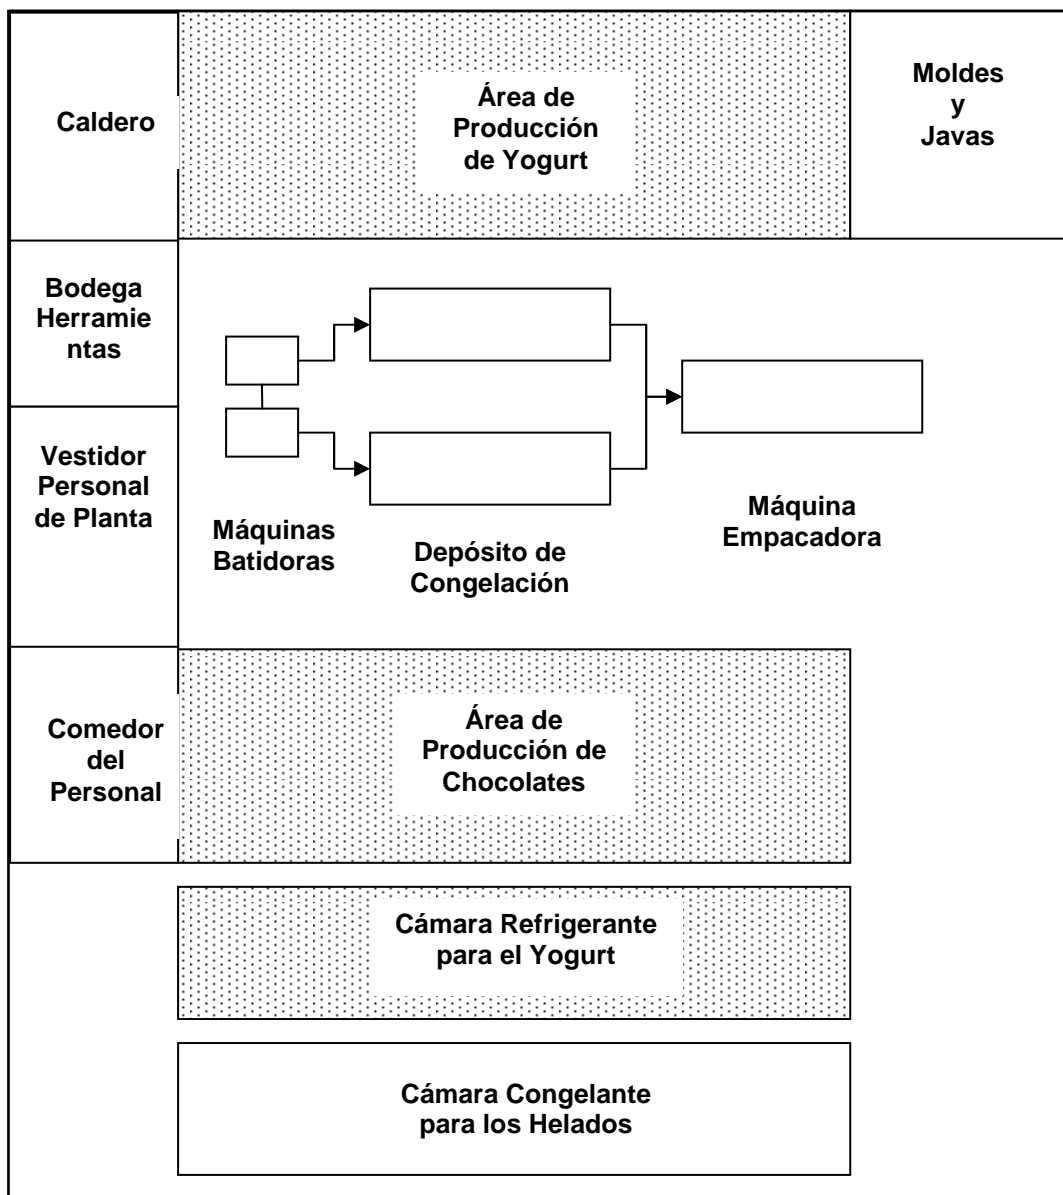 Caldero
Área de
Producción
de Yogurt
Moldes
y
Javas
Bodega
Herramie
ntas
Vestidor
Personal
de Planta
Máquinas
Batidoras
Depósito de
Congelación
Máquina
Empacadora
Comedor
del
Personal
Área de
Producción de
Chocolates
Cámara Refrigerante
para el Yogurt
Cámara Congelante
para los Helados